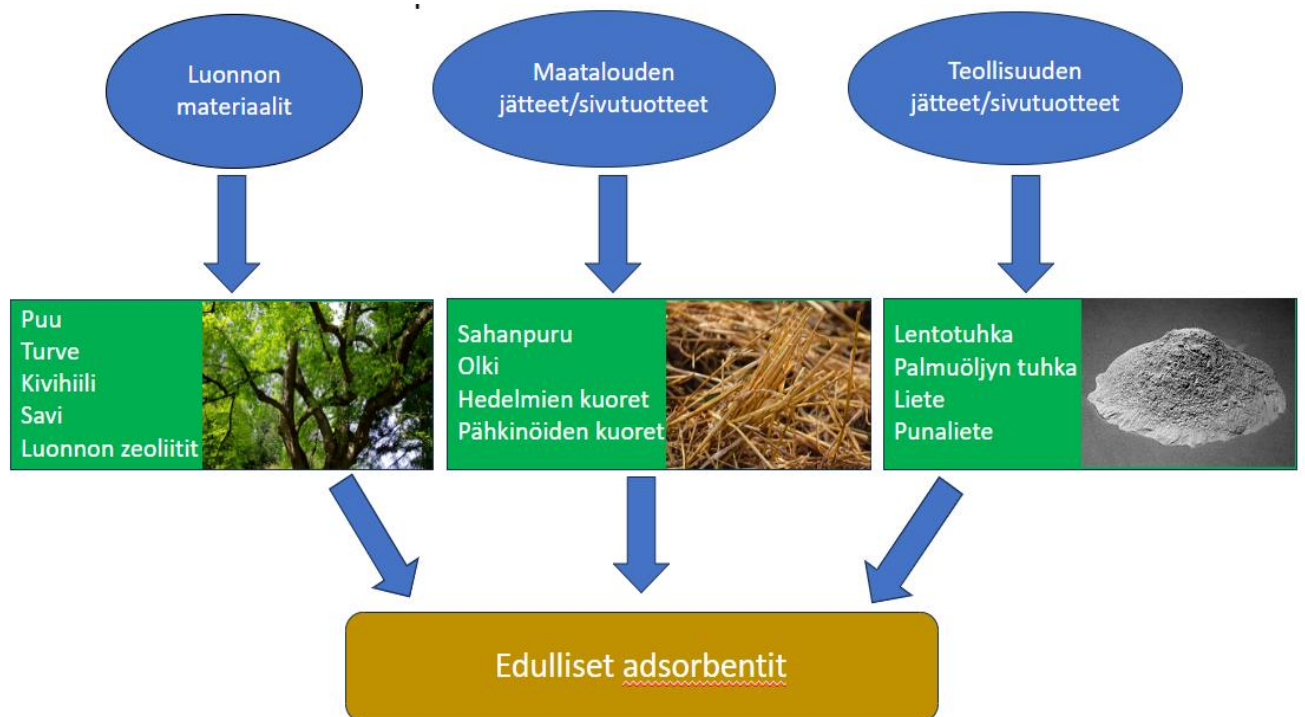 Luonnon
materiaalit
Maatalouden
jätteet/sivutuotteet
Teollisuuden
jätteet/sivutuotteet
Puu
Turve
Kivihiili
Savi
Luonnon zeoliitit
Sahanpuru
Olki
Hedelmien kuoret
Pähkinöiden kuoret
Lentotuhka
Palmuöljyn tuhka
Liete
Punaliete
Edulliset adsorbentit